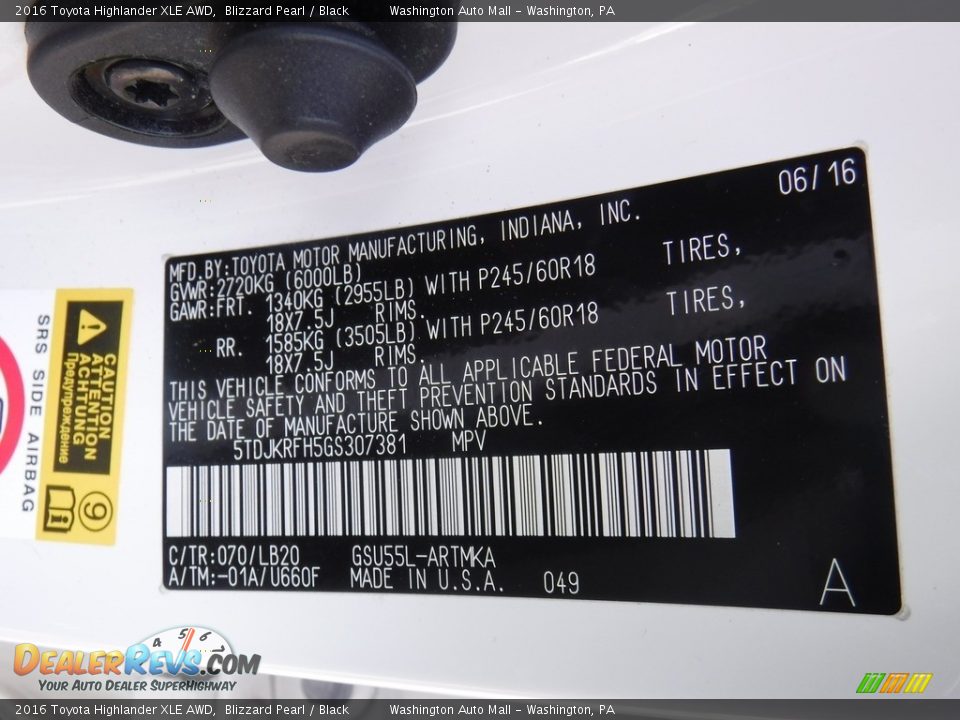 2016 Toyota Highlander XLE AWD,  Blizzard Pearl / Black          Washington Auto Mall - Washington, PA
06/16
MFD.BY:TOYOTA MOTOR MANUFACTURING, INDIANA, INC.
GVWR:2720KG (6000LB)
GAWR:FRT. 1340KG (2955LB) WITH P245/60R18 TIRES,
18X7.5J RIMS.
RR. 1585KG (3505LB) WITH P245/60R18 TIRES,
18X7.5J RIMS.
THIS VEHICLE CONFORMS TO ALL APPLICABLE FEDERAL MOTOR
VEHICLE SAFETY AND THEFT PREVENTION STANDARDS IN EFFECT ON
THE DATE OF MANUFACTURE SHOWN ABOVE.
5TDJKRFH5GS307381 MPV
C/TR:070/LB20 GSU55L-ARTMKA
A/TM:-01A/U660F MADE IN U.S.A. 049
A
SRS SIDE AIRBAG
CAUTION
ATTENTION
ACHTUNG
Предупреждение
9
4 5 6
DEALERREVS.COM
YOUR AUTO DEALER SUPERHIGHWAY
2016 Toyota Highlander XLE AWD,  Blizzard Pearl / Black          Washington Auto Mall - Washington, PA